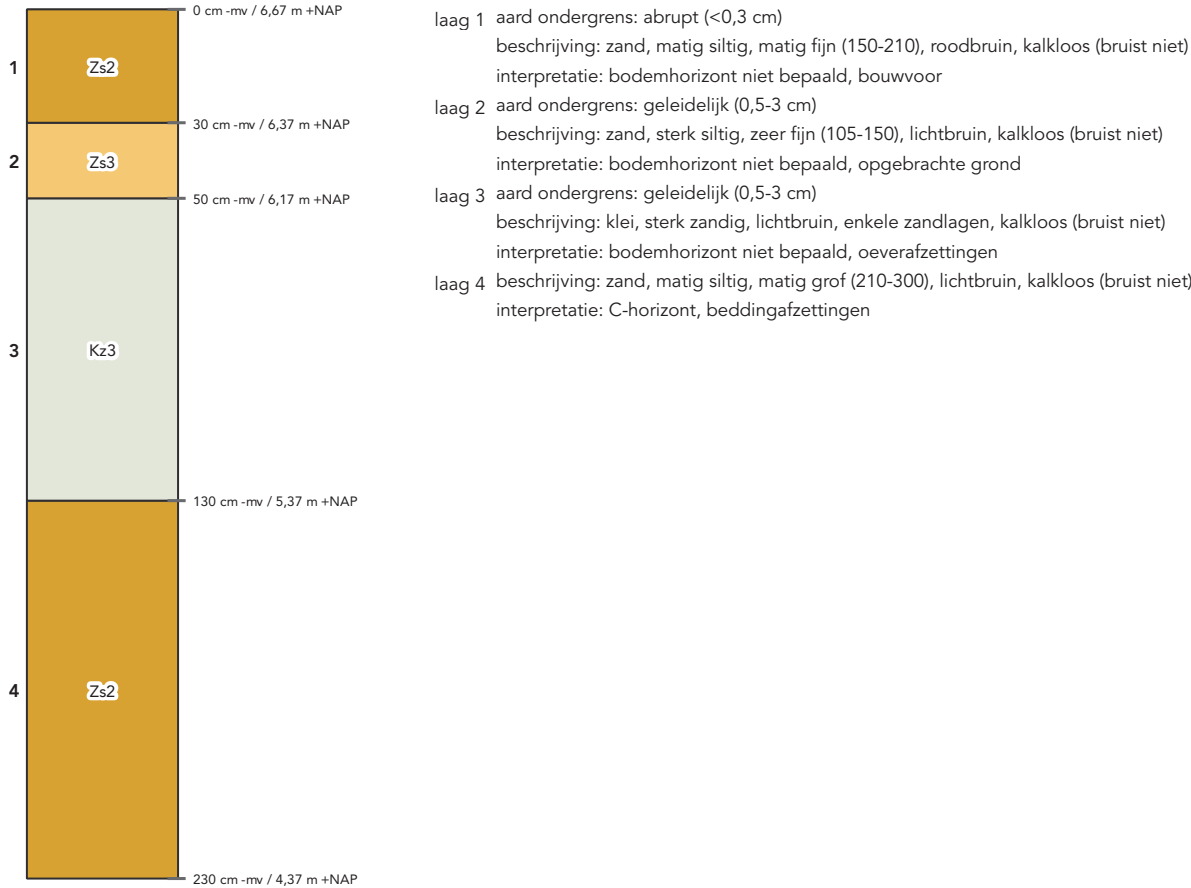 0 cm -mv / 6,67 m +NAP
1
Zs2
30 cm -mv / 6,37 m +NAP
2
Zs3
50 cm -mv / 6,17 m +NAP
3
Kz3
130 cm -mv / 5,37 m +NAP
4
Zs2
230 cm -mv / 4,37 m +NAP
laag 1 aard ondergrens: abrupt (<0,3 cm)
beschrijving: zand, matig siltig, matig fijn (150-210), roodbruin, kalkloos (bruist niet)
interpretatie: bodemhorizont niet bepaald, bouwvoor
laag 2 aard ondergrens: geleidelijk (0,5-3 cm)
beschrijving: zand, sterk siltig, zeer fijn (105-150), lichtbruin, kalkloos (bruist niet)
interpretatie: bodemhorizont niet bepaald, opgebrachte grond
laag 3 aard ondergrens: geleidelijk (0,5-3 cm)
beschrijving: klei, sterk zandig, lichtbruin, enkele zandlagen, kalkloos (bruist niet)
interpretatie: bodemhorizont niet bepaald, oeverafzettingen
laag 4 beschrijving: zand, matig siltig, matig grof (210-300), lichtbruin, kalkloos (bruist niet)
interpretatie: C-horizont, beddingafzettingen